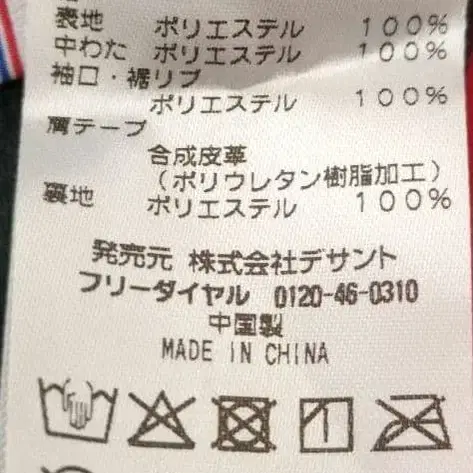 表地 ポリエステル 100%
中わた ポリエステル 100%
袖口・裾リブ
ポリエステル 100%
肩テープ
合成皮革
(ポリウレタン樹脂加工)
裏地 ポリエステル 100%
発売元 株式会社デサント
フリーダイヤル 0120-46-0310
中国製
MADE IN CHINA